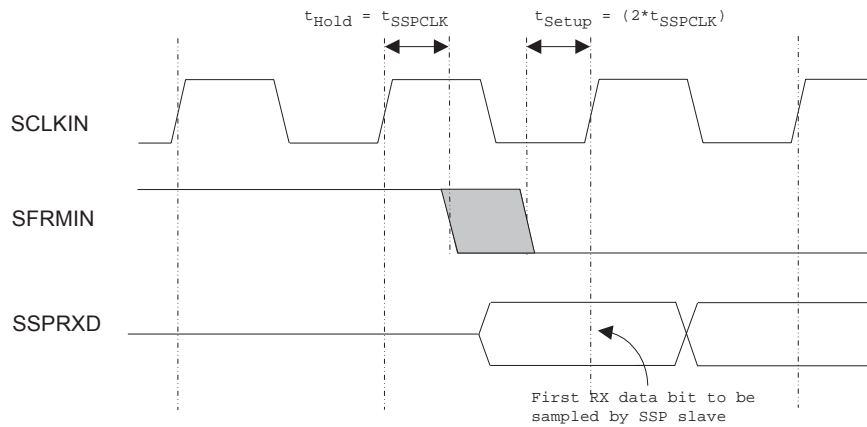 tHold = tSSPCLK
tSetup = (2*tSSPCLK)
SCLKIN
SFRMIN
SSPRXD
First RX data bit to be
sampled by SSP slave